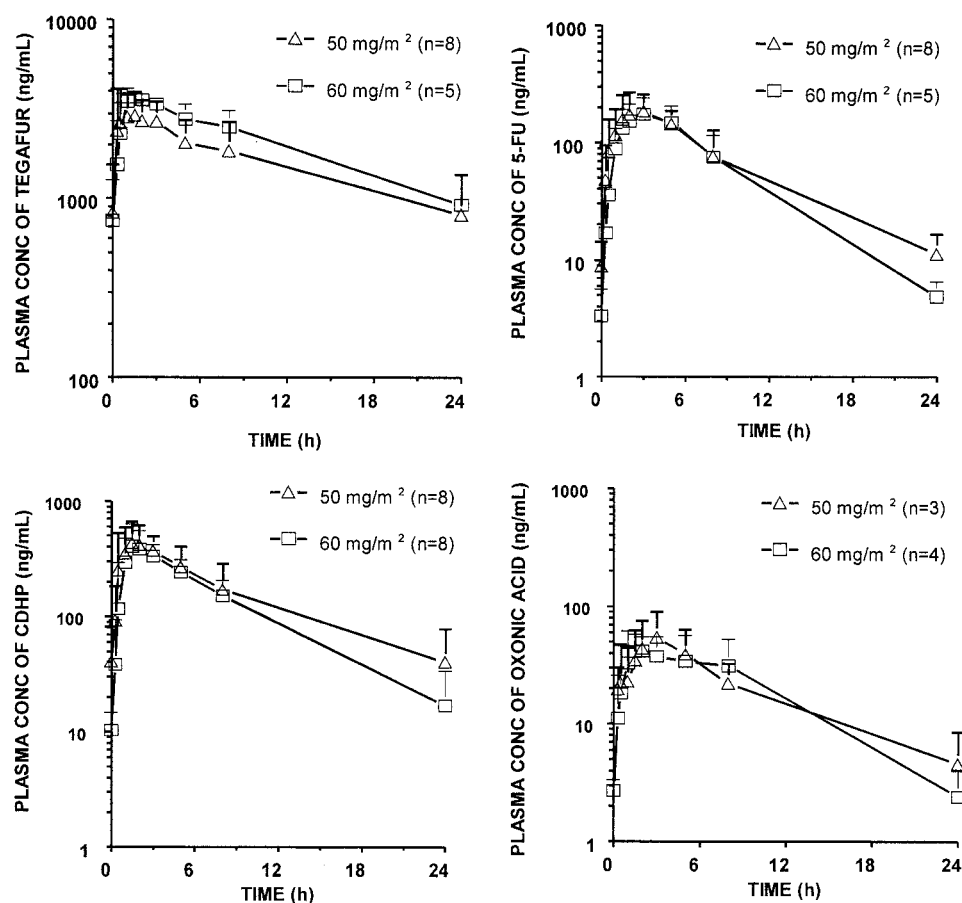 PLASMA CONC OF TEGAFUR (ng/mL)
10000
1000
100
50 mg/m ² (n=8)
60 mg/m ² (n=5)
0 6 12 18 24
TIME (h)
PLASMA CONC OF 5-FU (ng/mL)
1000
100
10
1
50 mg/m ² (n=8)
60 mg/m ² (n=5)
0 6 12 18 24
TIME (h)
PLASMA CONC OF CDHP (ng/mL)
1000
100
10
1
50 mg/m ² (n=8)
60 mg/m ² (n=8)
0 6 12 18 24
TIME (h)
PLASMA CONC OF OXONIC ACID (ng/mL)
1000
100
10
1
50 mg/m ² (n=3)
60 mg/m ² (n=4)
0 6 12 18 24
TIME (h)